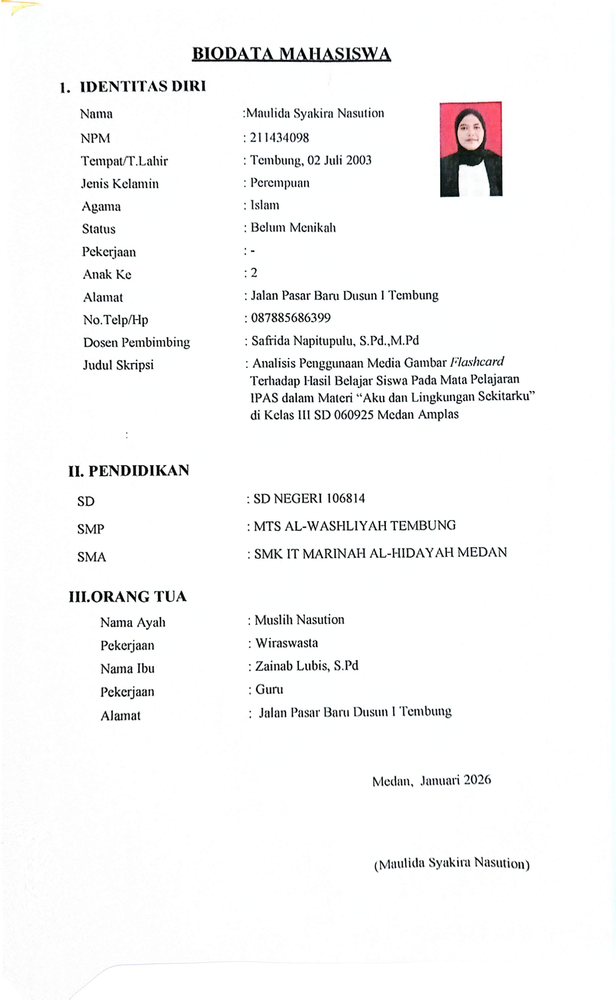 BIODATA MAHASISWA
1. IDENTITAS DIRI
Nama :Maulida Syakira Nasution
NPM : 211434098
Tempat/T.Lahir : Tembung, 02 Juli 2003
Jenis Kelamin : Perempuan
Agama : Islam
Status : Belum Menikah
Pekerjaan : -
Anak Ke : 2
Alamat : Jalan Pasar Baru Dusun I Tembung
No.Telp/Hp : 087885686399
Dosen Pembimbing : Safrida Napitupulu, S.Pd.,M.Pd
Judul Skripsi : Analisis Penggunaan Media Gambar Flashcard
Terhadap Hasil Belajar Siswa Pada Mata Pelajaran
IPAS dalam Materi “Aku dan Lingkungan Sekitarku”
di Kelas III SD 060925 Medan Amplas
:
II. PENDIDIKAN
SD : SD NEGERI 106814
SMP : MTS AL-WASHLIYAH TEMBUNG
SMA : SMK IT MARINAH AL-HIDAYAH MEDAN
III.ORANG TUA
Nama Ayah : Muslih Nasution
Pekerjaan : Wiraswasta
Nama Ibu : Zainab Lubis, S.Pd
Pekerjaan : Guru
Alamat : Jalan Pasar Baru Dusun I Tembung
Medan, Januari 2026
(Maulida Syakira Nasution)